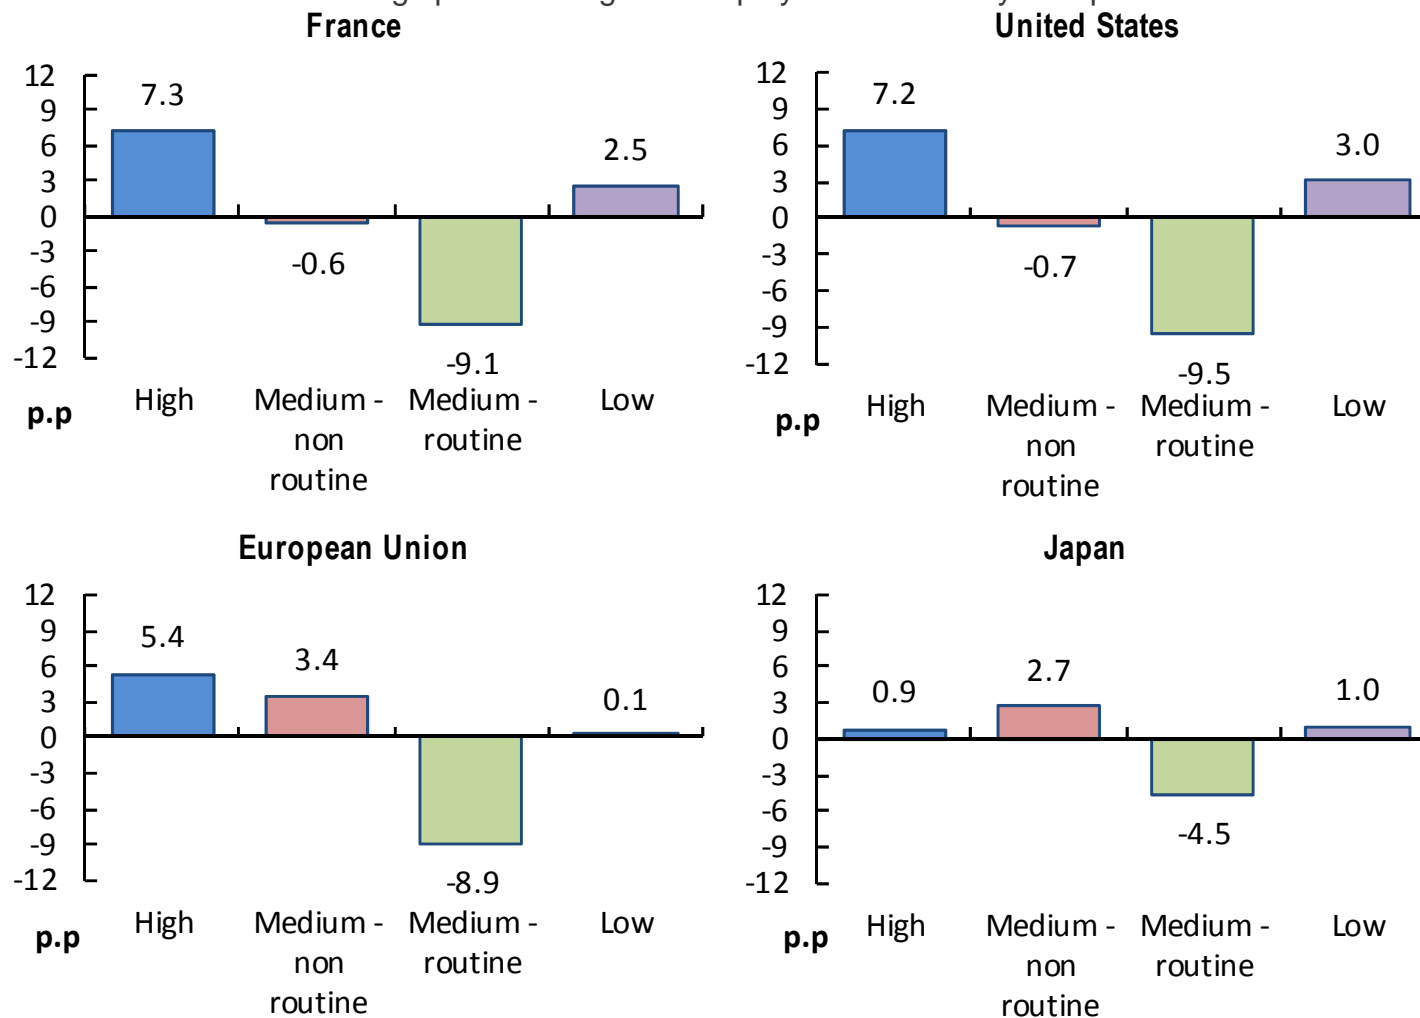 France
12
9
6
3
0
-3
-6
-9
-12
7.3
-0.6
-9.1
2.5
p.p
High
Medium - non routine
Medium - routine
Low
United States
12
9
6
3
0
-3
-6
-9
-12
7.2
-0.7
-9.5
3.0
p.p
High
Medium - non routine
Medium - routine
Low
European Union
12
9
6
3
0
-3
-6
-9
-12
5.4
3.4
-8.9
0.1
p.p
High
Medium - non routine
Medium - routine
Low
Japan
12
9
6
3
0
-3
-6
-9
-12
0.9
2.7
-4.5
1.0
p.p
High
Medium - non routine
Medium - routine
Low